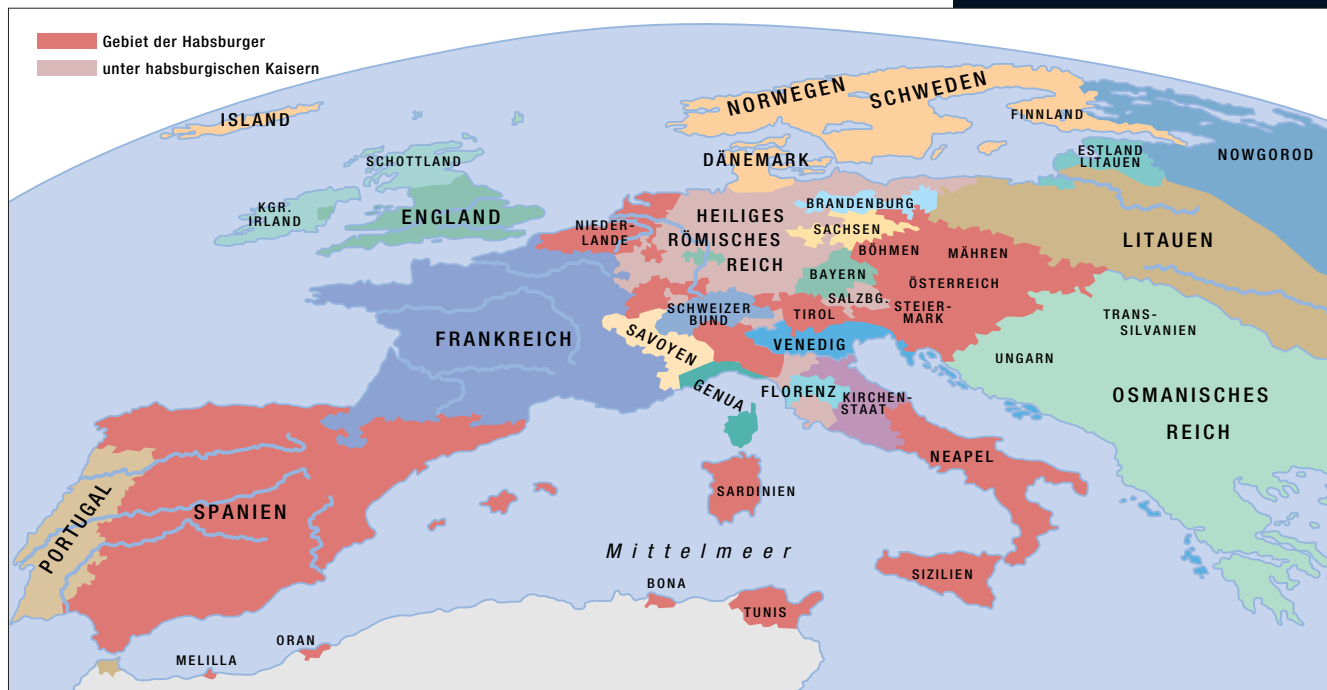 Gebiet der Habsburger
unter habsburgischen Kaisern
ISLAND
NORWEGEN
SCHWEDEN
FINNLAND
SCHOTTLAND
DÄNEMARK
ESTLAND
LITAUEN
NOWGOROD
KGR.
IRLAND
ENGLAND
NIEDER-
LANDE
HEILIGES
RÖMISCHES
REICH
BRANDENBURG
SACHSEN
BÖHMEN
MÄHREN
LITAUEN
BAYERN
ÖSTERREICH
SALZBG.
STEIER-
MARK
TIROL
SCHWEIZER
BUND
TRANS-
SILVANIEN
FRANKREICH
SAVOYEN
VENEDIG
UNGARN
GENUA
FLORENZ
KIRCHEN-
STAAT
OSMANISCHES
REICH
NEAPEL
SARDINIEN
PORTUGAL
SPANIEN
Mittelmeer
SIZILIEN
BONA
TUNIS
ORAN
MELILLA